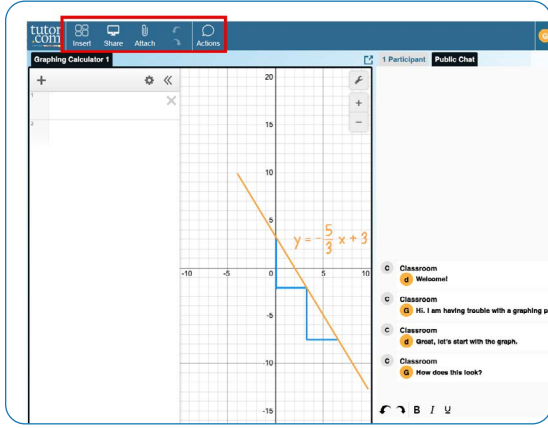 tutor
.com
Insert Share Attach Actions
Graphing Calculator 1
1 Participant Public Chat
1
2
20
15
10
5
-10 -5 0 5 10
-5
-10
-15
y = -5/3 x + 3
C Classroom
d Welcome!
C Classroom
G Hi. I am having trouble with a graphing p
C Classroom
d Great, let's start with the graph.
C Classroom
G How does this look?
B I U
G